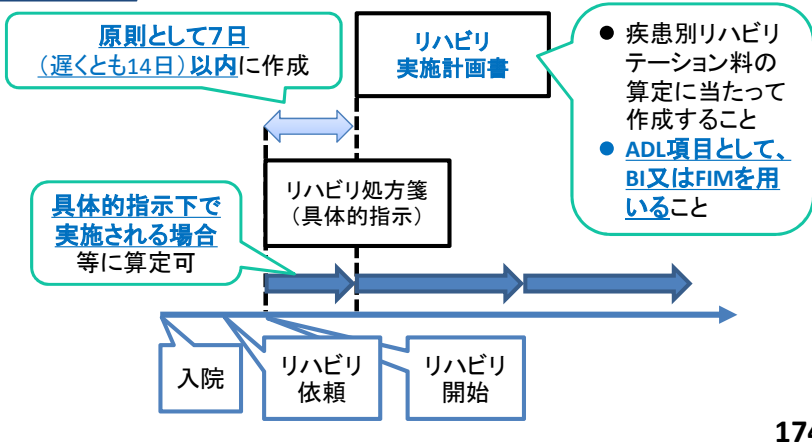 原則として7日
（遅くとも14日）以内に作成
リハビリ
実施計画書
● 疾患別リハビリ
テーション料の
算定に当たって
作成すること
● ADL項目として、
BI又はFIMを用
いること
リハビリ処方箋
（具体的指示）
具体的指示下で
実施される場合
等に算定可
入院
リハビリ
依頼
リハビリ
開始
174